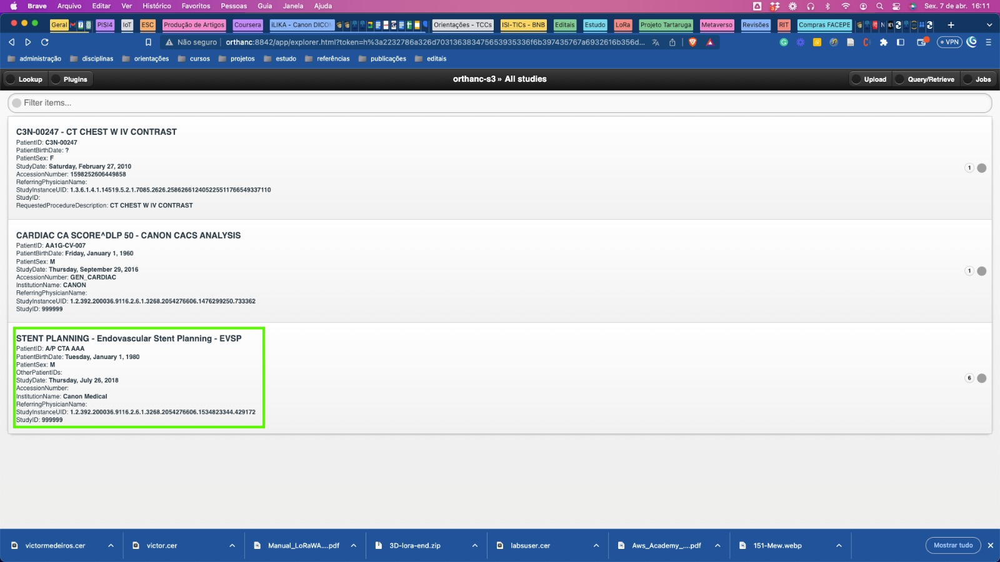 Brave Arquivo Editar Ver Histórico Favoritos Pessoas Guia Janela Ajuda
Sex. 7 de abr. 16:11
Geral PISI4 IoT ESC Produção de Artigos Coursera iLIKA - Canon DICO Orientações - TCCs ISI-TICs - BNB Editais Estudo LoRa Projeto Tartaruga Metaverso Revisões RIT Compras FACEPE
Não seguro orthanc:8842/app/explorer.html?token=h%3a2232786a326d703136383475653935336f6b397435767a6932616b356d...
VPN
administração disciplinas orientações cursos projetos estudo referências publicações editais
Lookup Plugins
orthanc-s3 » All studies
Upload Query/Retrieve Jobs
Filter items...
C3N-00247 - CT CHEST W IV CONTRAST
PatientID: C3N-00247
PatientBirthDate: ?
PatientSex: F
StudyDate: Saturday, February 27, 2010
AccessionNumber: 1598252606449858
ReferringPhysicianName:
StudyInstanceUID: 1.3.6.1.4.1.14519.5.2.1.7085.2626.258626612405225511766549337110
StudyID:
RequestedProcedureDescription: CT CHEST W IV CONTRAST
1
CARDIAC CA SCORE^DLP 50 - CANON CACS ANALYSIS
PatientID: AA1G-CV-007
PatientBirthDate: Friday, January 1, 1960
PatientSex: M
StudyDate: Thursday, September 29, 2016
AccessionNumber: GEN_CARDIAC
InstitutionName: CANON
ReferringPhysicianName:
StudyInstanceUID: 1.2.392.200036.9116.2.6.1.3268.2054276606.1476299250.733362
StudyID: 999999
1
STENT PLANNING - Endovascular Stent Planning - EVSP
PatientID: A/P CTA AAA
PatientBirthDate: Tuesday, January 1, 1980
PatientSex: M
OtherPatientIDs:
StudyDate: Thursday, July 26, 2018
AccessionNumber:
InstitutionName: Canon Medical
ReferringPhysicianName:
StudyInstanceUID: 1.2.392.200036.9116.2.6.1.3268.2054276606.1534823344.429172
StudyID: 999999
6
victormedeiros.cer victor.cer Manual_LoRaWA....pdf 3D-lora-end.zip labsuser.cer Aws_Academy_....pdf 151-Mew.webp Mostrar tudo